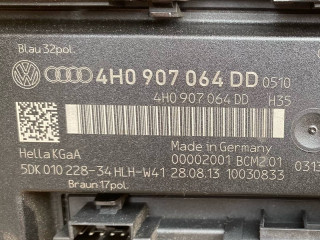 Blau 32pol.
4H0 907 064 DD 0510
4H0 907 064 DD H35
Made in Germany
Hella KGaA 00002001 BCM2 01 0313
5DK 010 228-34 HLH-W41 28.08.13 10030833
Braun 17pol.